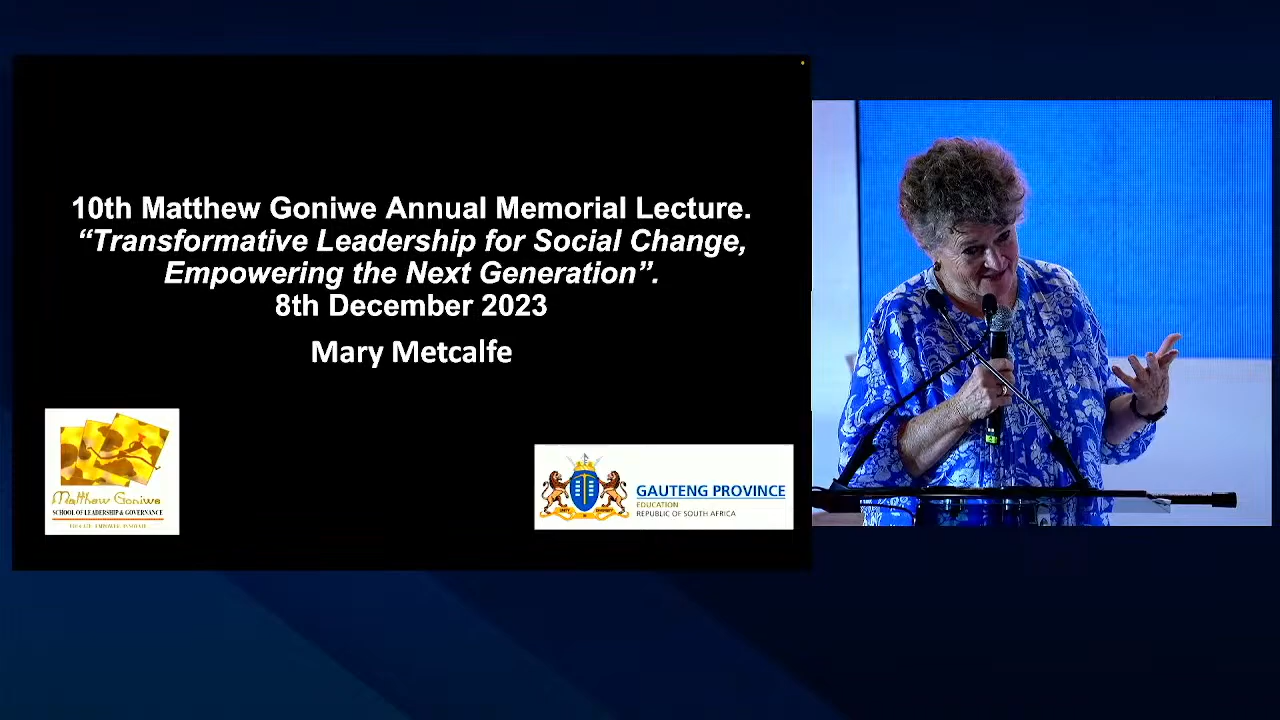 10th Matthew Goniwe Annual Memorial Lecture.
“Transformative Leadership for Social Change,
Empowering the Next Generation”.
8th December 2023
Mary Metcalfe
Matthew Goniwe
SCHOOL OF LEADERSHIP & GOVERNANCE
GAUTENG PROVINCE
EDUCATION
REPUBLIC OF SOUTH AFRICA